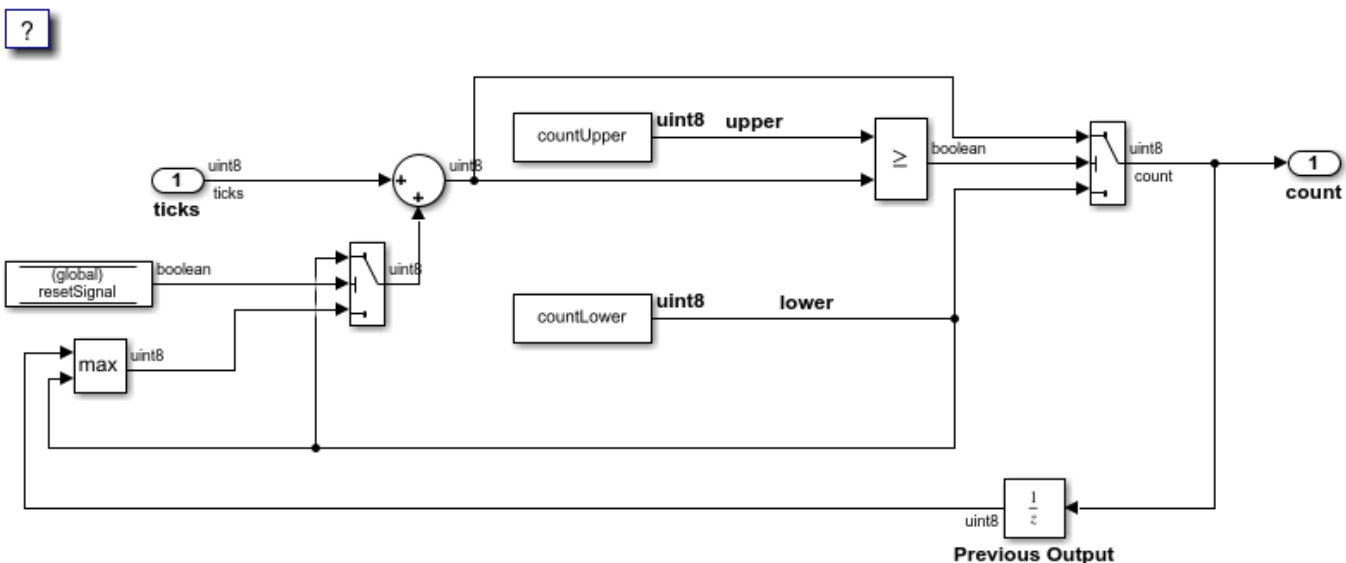 ?
countUpper
uint8 upper
≥
boolean
uint8
count
1
count
1
ticks
uint8
ticks
+
+
uint8
(global)
resetSignal
boolean
uint8
countLower
uint8 lower
max
uint8
1
z
uint8
Previous Output